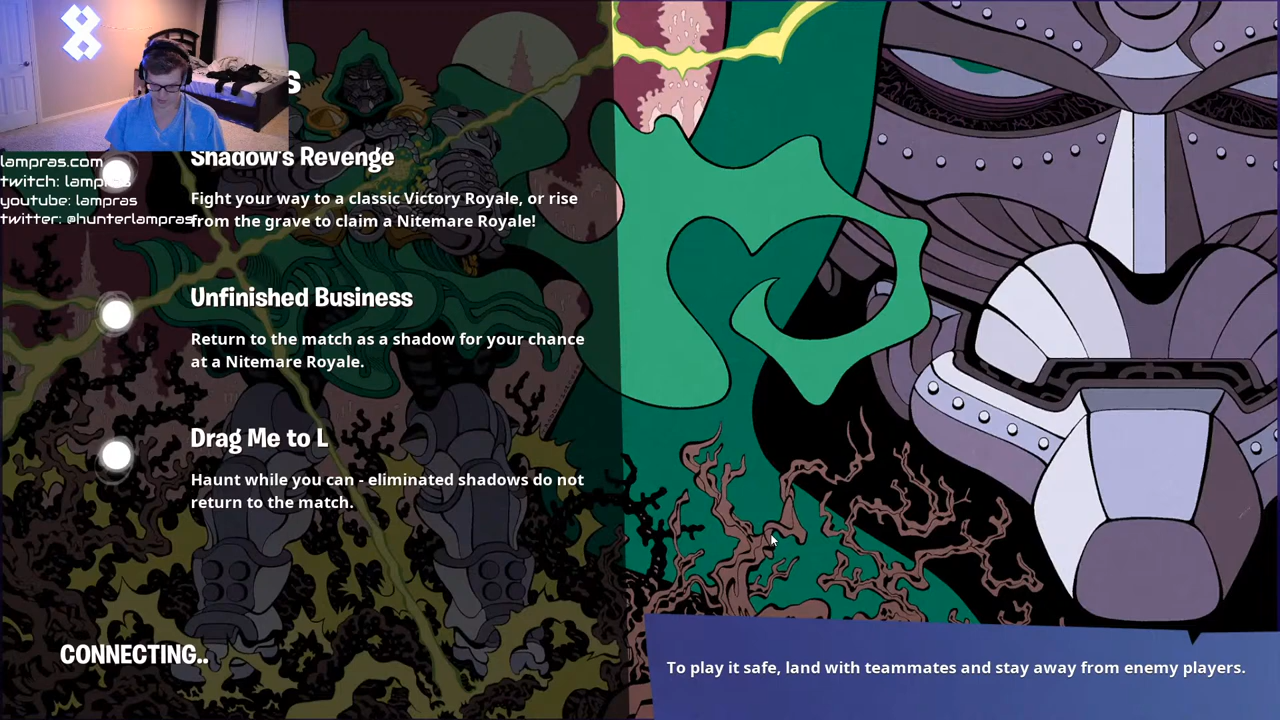 s
lampras.com
twitch: lampras
youtube: lampras
twitter: @hunterlampras
Shadow's Revenge
Fight your way to a classic Victory Royale, or rise
from the grave to claim a Nitemare Royale!
Unfinished Business
Return to the match as a shadow for your chance
at a Nitemare Royale.
Drag Me to L
Haunt while you can - eliminated shadows do not
return to the match.
CONNECTING..
To play it safe, land with teammates and stay away from enemy players.